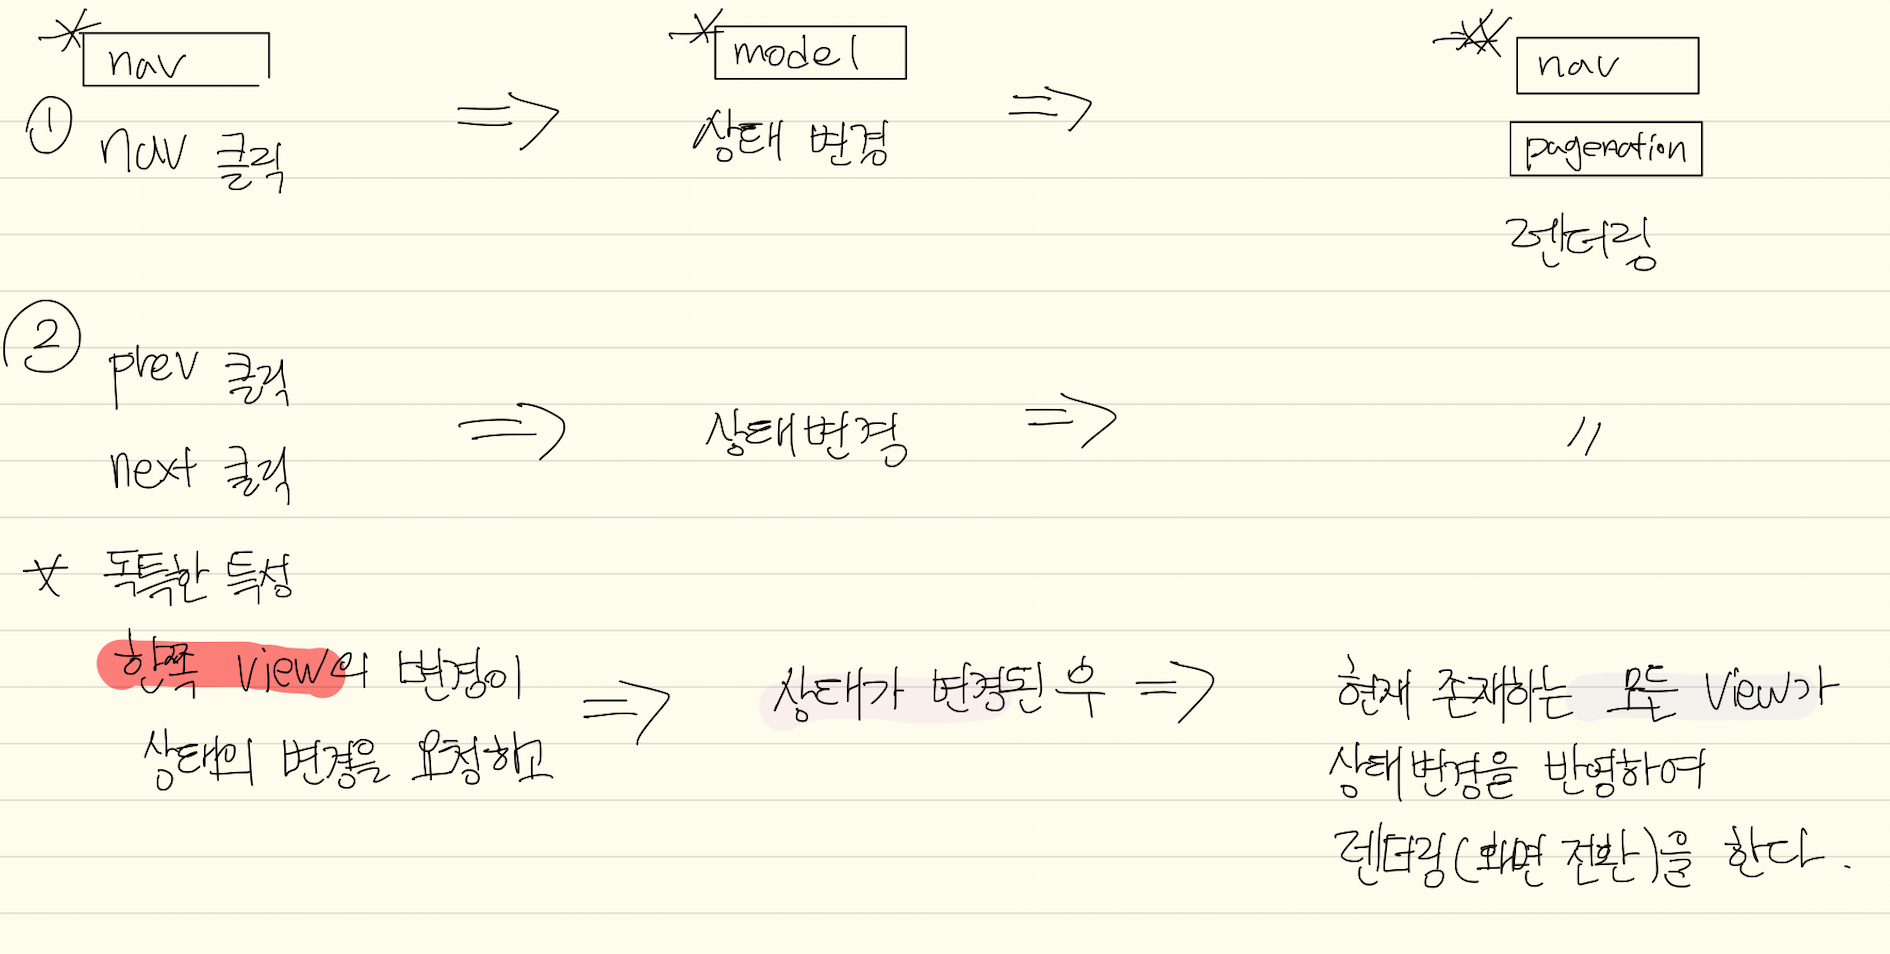 * nav
* model
** nav
① nav 클릭 => 상태 변경 =>
pagenation
렌더링
② prev 클릭
next 클릭
=> 상태변경 => 〃
* 독특한 특성
한쪽 view의 변경이
상태의 변경을 요청하고
=> 상태가 변경된 후 =>
현재 존재하는 모든 view가
상태변경을 반영하여
렌더링(화면 전환)을 한다.